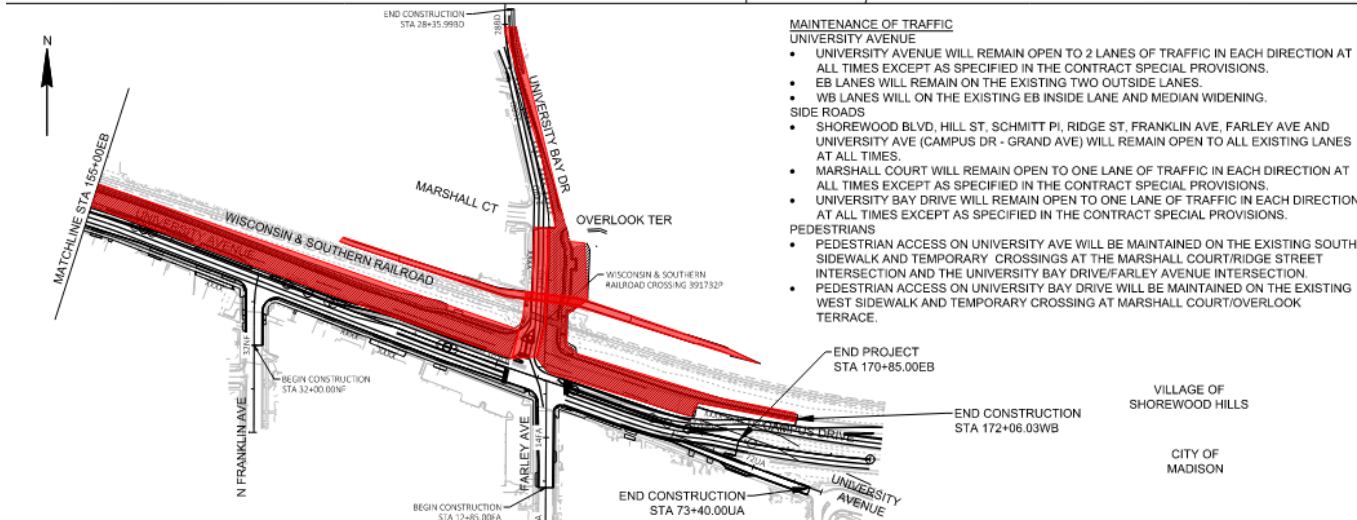 END CONSTRUCTION
STA 28+35.99BD
28BD
N
MATCHLINE STA 155+00EB
UNIVERSITY AVENUE
WISCONSIN & SOUTHERN RAILROAD
MARSHALL CT
UNIVERSITY BAY DR
OVERLOOK TER
WISCONSIN & SOUTHERN
RAILROAD CROSSING 391732P
32NF
BEGIN CONSTRUCTION
STA 32+00.00NF
N FRANKLIN AVE
FARLEY AVE
14FA
BEGIN CONSTRUCTION
STA 12+85.00FA
END CONSTRUCTION
STA 73+40.00UA
72UA
CAMPUS DRIVE
UNIVERSITY
AVENUE
END PROJECT
STA 170+85.00EB
END CONSTRUCTION
STA 172+06.03WB
VILLAGE OF
SHOREWOOD HILLS
CITY OF
MADISON
MAINTENANCE OF TRAFFIC
UNIVERSITY AVENUE
• UNIVERSITY AVENUE WILL REMAIN OPEN TO 2 LANES OF TRAFFIC IN EACH DIRECTION AT
ALL TIMES EXCEPT AS SPECIFIED IN THE CONTRACT SPECIAL PROVISIONS.
• EB LANES WILL REMAIN ON THE EXISTING TWO OUTSIDE LANES.
• WB LANES WILL ON THE EXISTING EB INSIDE LANE AND MEDIAN WIDENING.
SIDE ROADS
• SHOREWOOD BLVD, HILL ST, SCHMITT Pl, RIDGE ST, FRANKLIN AVE, FARLEY AVE AND
UNIVERSITY AVE (CAMPUS DR - GRAND AVE) WILL REMAIN OPEN TO ALL EXISTING LANES
AT ALL TIMES.
• MARSHALL COURT WILL REMAIN OPEN TO ONE LANE OF TRAFFIC IN EACH DIRECTION AT
ALL TIMES EXCEPT AS SPECIFIED IN THE CONTRACT SPECIAL PROVISIONS.
• UNIVERSITY BAY DRIVE WILL REMAIN OPEN TO ONE LANE OF TRAFFIC IN EACH DIRECTION
AT ALL TIMES EXCEPT AS SPECIFIED IN THE CONTRACT SPECIAL PROVISIONS.
PEDESTRIANS
• PEDESTRIAN ACCESS ON UNIVERSITY AVE WILL BE MAINTAINED ON THE EXISTING SOUTH
SIDEWALK AND TEMPORARY CROSSINGS AT THE MARSHALL COURT/RIDGE STREET
INTERSECTION AND THE UNIVERSITY BAY DRIVE/FARLEY AVENUE INTERSECTION.
• PEDESTRIAN ACCESS ON UNIVERSITY BAY DRIVE WILL BE MAINTAINED ON THE EXISTING
WEST SIDEWALK AND TEMPORARY CROSSING AT MARSHALL COURT/OVERLOOK
TERRACE.